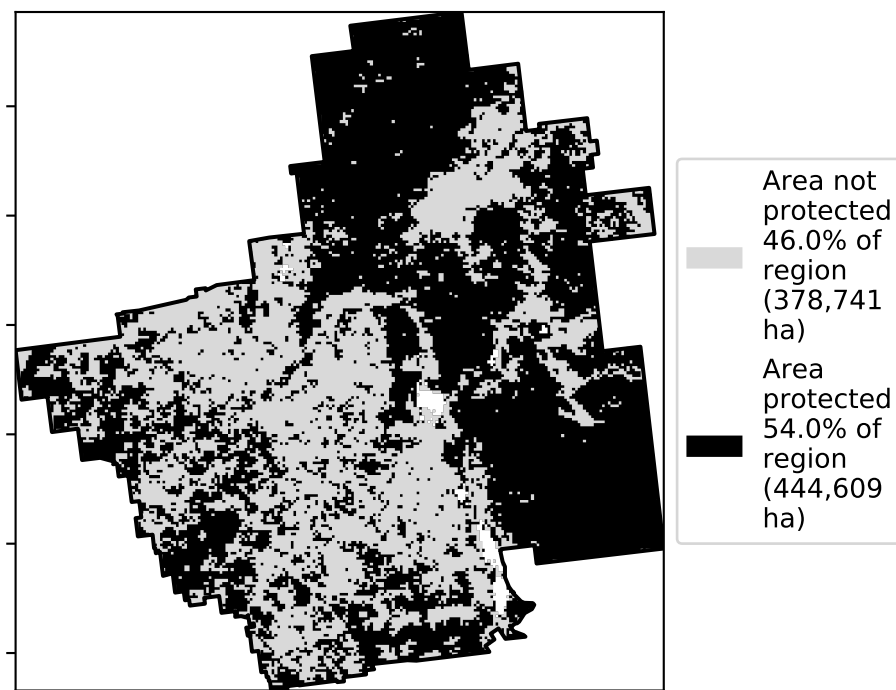 Area not
protected
46.0% of
region
(378,741
ha)
Area
protected
54.0% of
region
(444,609
ha)